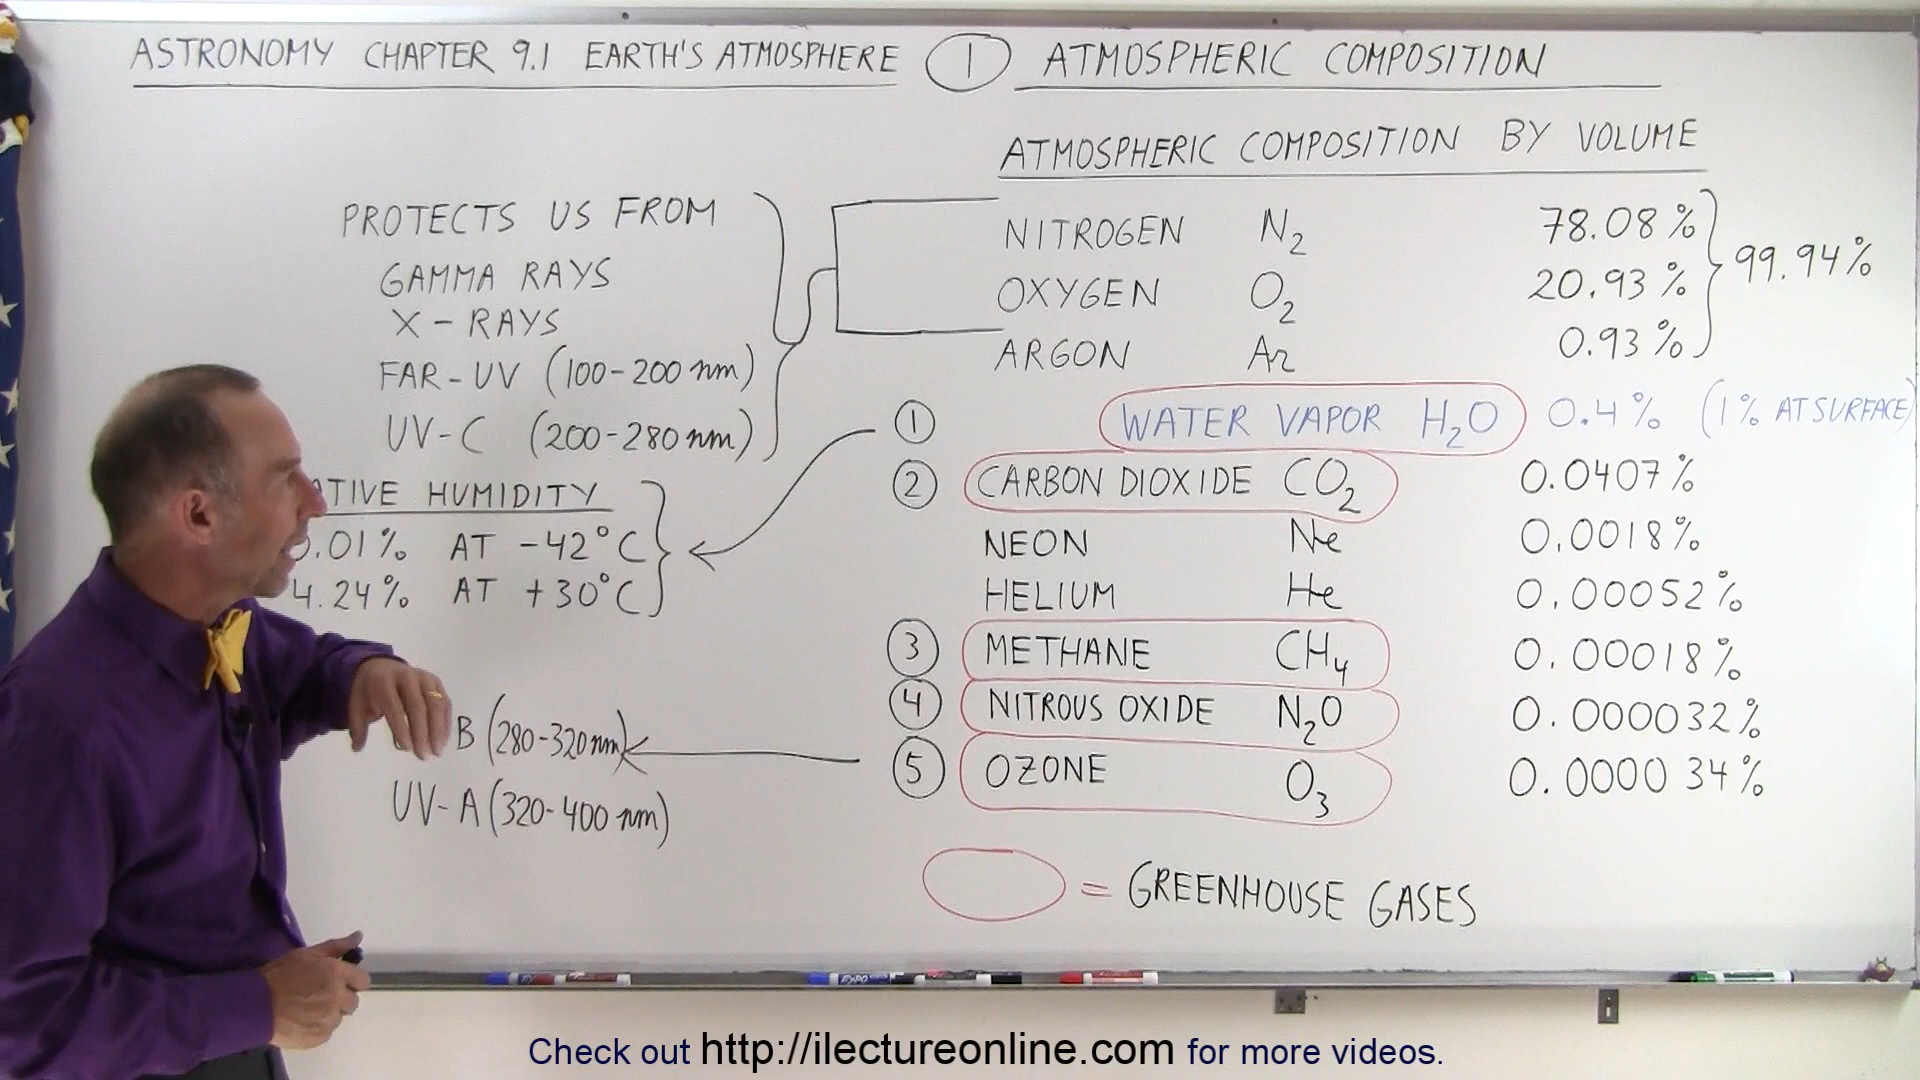 ASTRONOMY CHAPTER 9.1 EARTH'S ATMOSPHERE 1 ATMOSPHERIC COMPOSITION
PROTECTS US FROM
GAMMA RAYS
X-RAYS
FAR-UV (100-200 nm)
UV-C (200-280 nm)
ATIVE HUMIDITY
0.01% AT -42°C
4.24% AT +30°C
B (280-320 nm)
UV-A (320-400 nm)
ATMOSPHERIC COMPOSITION BY VOLUME
NITROGEN N2 78.08%
OXYGEN O2 20.93% 99.94%
ARGON Ar 0.93%
1 WATER VAPOR H2O 0.4% (1% AT SURFACE)
2 CARBON DIOXIDE CO2 0.0407%
NEON Ne 0.0018%
HELIUM He 0.00052%
3 METHANE CH4 0.00018%
4 NITROUS OXIDE N2O 0.000032%
5 OZONE O3 0.0000 34%
= GREENHOUSE GASES
EXPO
Check out http://ilectureonline.com for more videos.